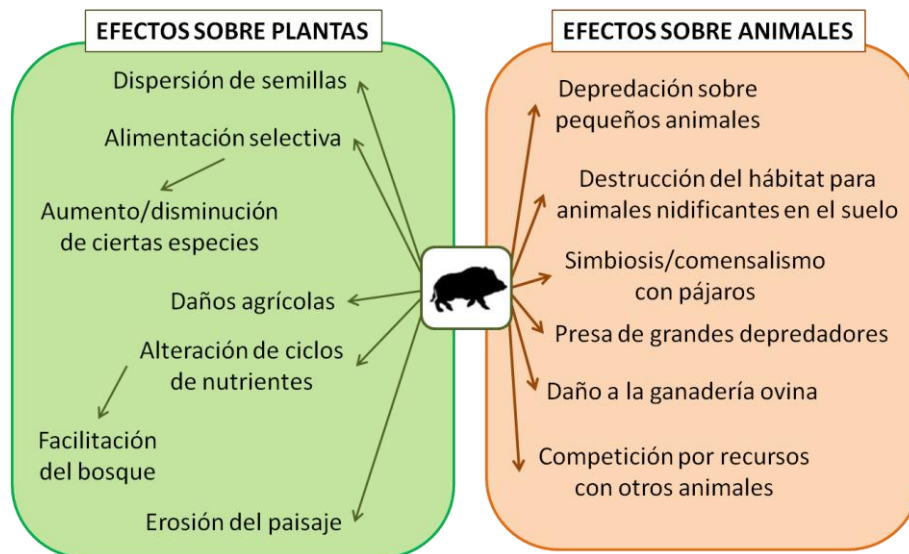 EFECTOS SOBRE PLANTAS
Dispersión de semillas
Alimentación selectiva
Aumento/disminución
de ciertas especies
Daños agrícolas
Alteración de ciclos
de nutrientes
Facilitación
del bosque
Erosión del paisaje
EFECTOS SOBRE ANIMALES
Depredación sobre
pequeños animales
Destrucción del hábitat para
animales nidificantes en el suelo
Simbiosis/comensalismo
con pájaros
Presa de grandes depredadores
Daño a la ganadería ovina
Competición por recursos
con otros animales